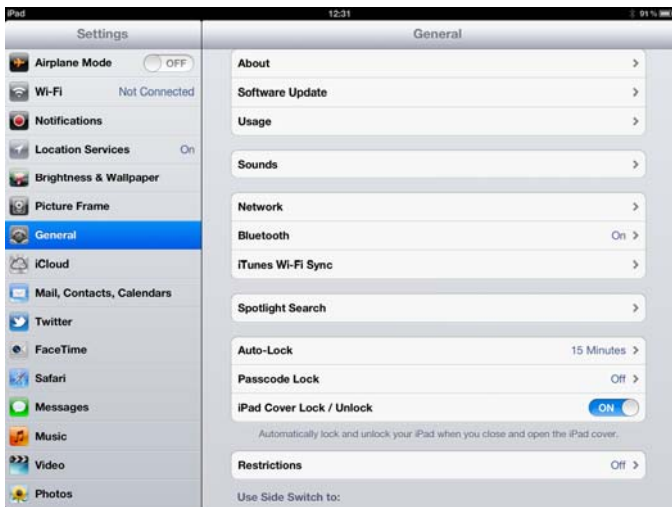 iPad 12:31 91%
Settings
Airplane Mode OFF
Wi-Fi Not Connected
Notifications
Location Services On
Brightness & Wallpaper
Picture Frame
General
iCloud
Mail, Contacts, Calendars
Twitter
FaceTime
Safari
Messages
Music
Video
Photos
General
About
Software Update
Usage
Sounds
Network
Bluetooth On
iTunes Wi-Fi Sync
Spotlight Search
Auto-Lock 15 Minutes
Passcode Lock Off
iPad Cover Lock / Unlock ON
Automatically lock and unlock your iPad when you close and open the iPad cover.
Restrictions Off
Use Side Switch to: